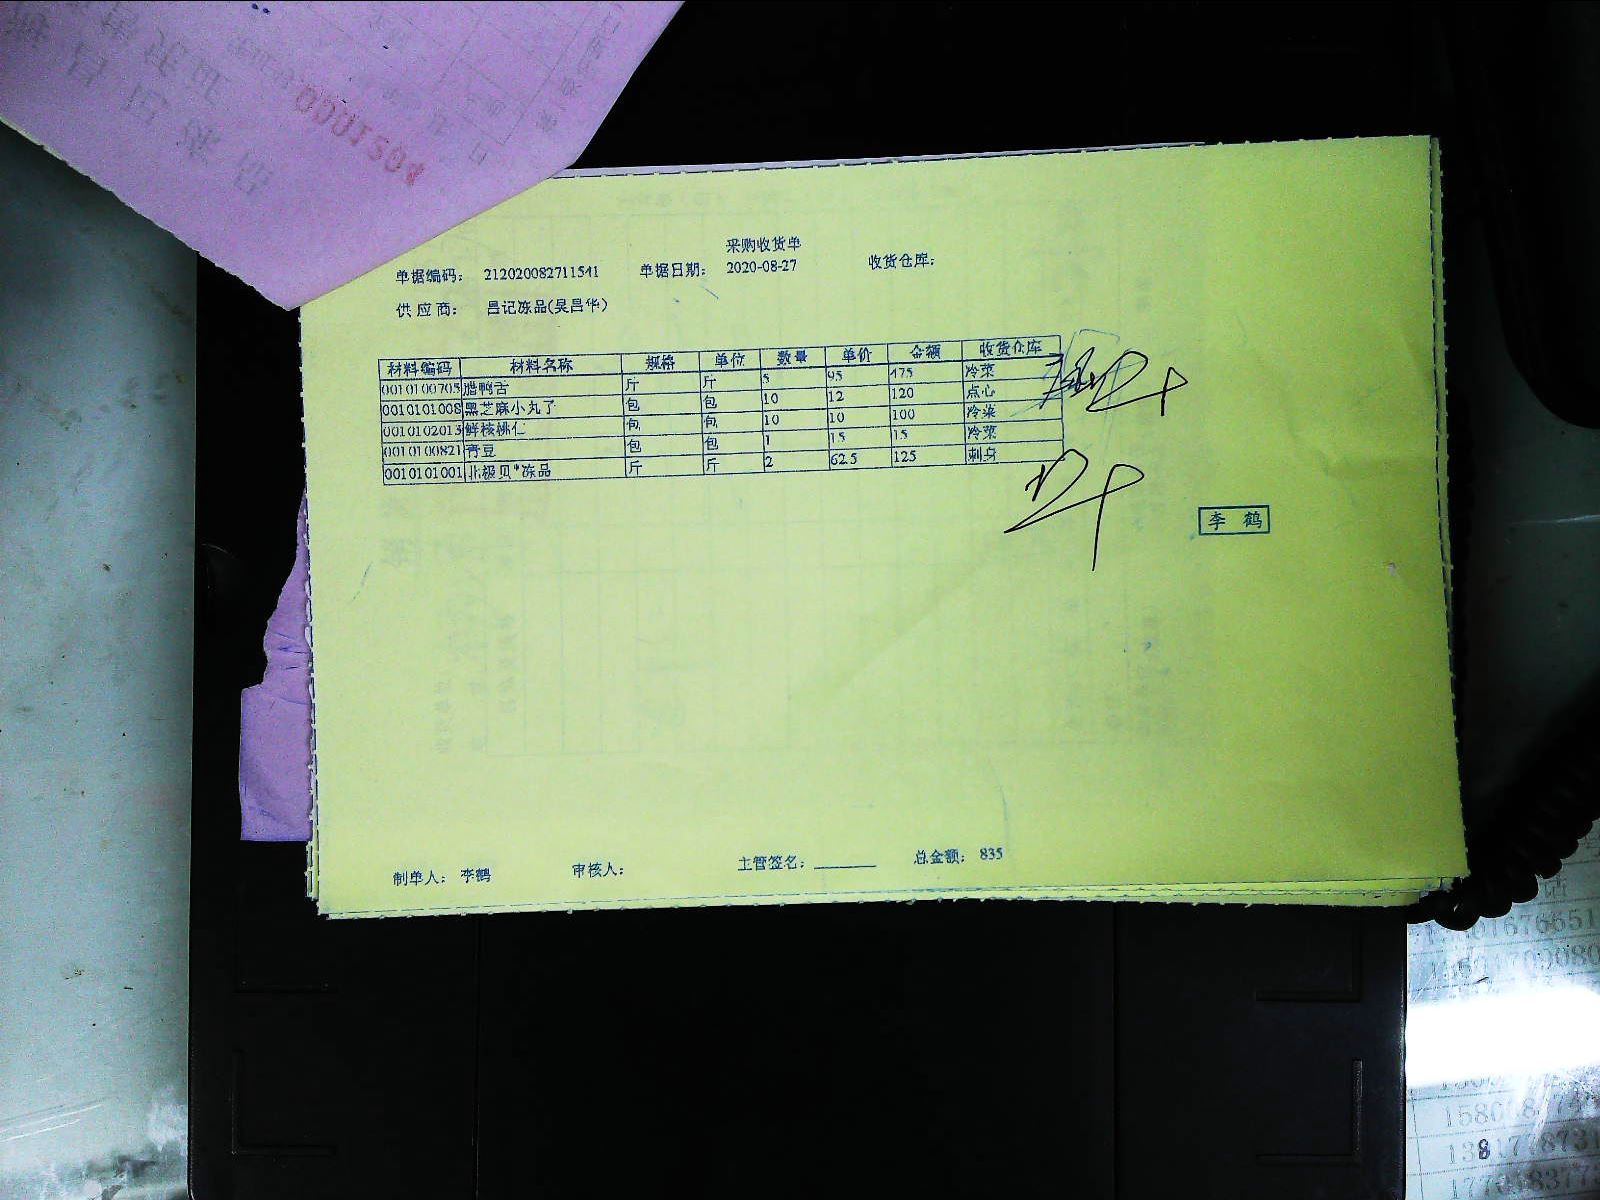 0001204
采购收货单
单据编码: 212020082711541 单据日期: 2020-08-27 收货仓库:
供应商: 吕记冻品(吴昌华)
材料编码 材料名称 规格 单位 数量 单价 金额 收货仓库
0010100705 腊鸭舌 斤 斤 5 95 475 冷菜
0010101008 黑芝麻小丸子 包 包 10 12 120 点心
0010102013 鲜核桃仁 包 包 10 10 100 冷菜
0010100821 青豆 包 包 1 15 15 冷菜
0010101001 北极贝*冻品 斤 斤 2 62.5 125 刺身
李鹤
制单人: 李鹤 审核人: 主管签名: 总金额: 835